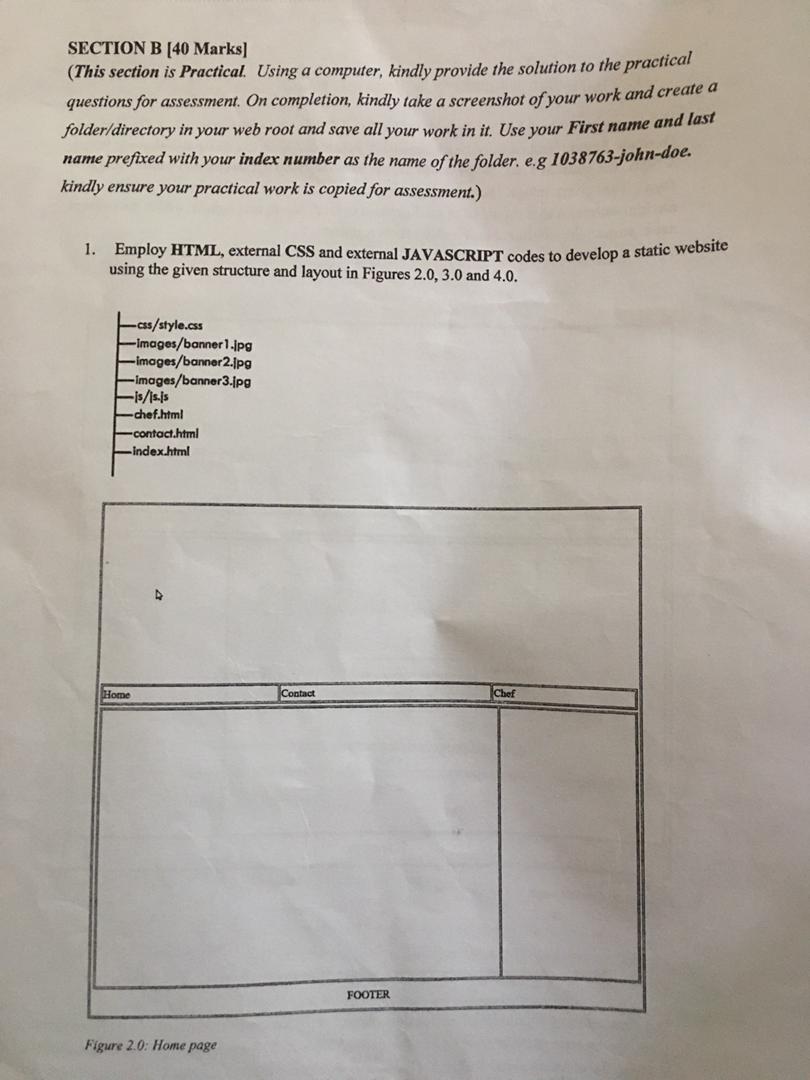 SECTION B [40 Marks]
(This section is Practical. Using a computer, kindly provide the solution to the practical
questions for assessment. On completion, kindly take a screenshot of your work and create a
folder/directory in your web root and save all your work in it. Use your First name and last
name prefixed with your index number as the name of the folder. e.g 1038763-john-doe.
kindly ensure your practical work is copied for assessment.)
1. Employ HTML, external CSS and external JAVASCRIPT codes to develop a static website
using the given structure and layout in Figures 2.0, 3.0 and 4.0.
css/style.css
images/banner1.jpg
images/banner2.jpg
images/banner3.jpg
js/js.js
chef.html
contact.html
index.html
Home Contact Chef
FOOTER
Figure 2.0: Home page